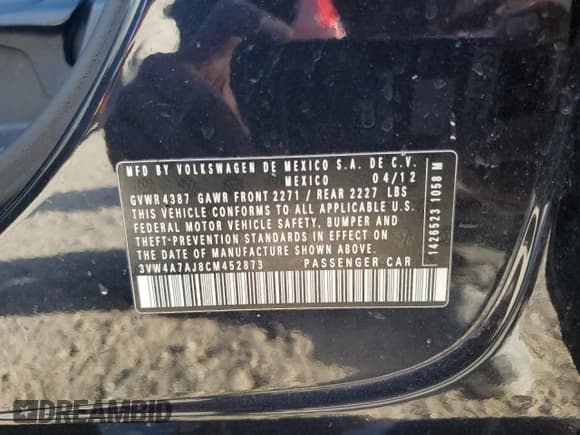 MFD BY VOLKSWAGEN DE MEXICO S.A. DE C.V.
MEXICO 04/12
GVWR 4387 GAWR FRONT 2271 / REAR 2227 LBS
THIS VEHICLE CONFORMS TO ALL APPLICABLE U.S.
FEDERAL MOTOR VEHICLE SAFETY, BUMPER AND
THEFT-PREVENTION STANDARDS IN EFFECT ON
THE DATE OF MANUFACTURE SHOWN ABOVE.
3VW4A7AJ8CM452873 PASSENGER CAR
1426523 1058 M
DREAMBID